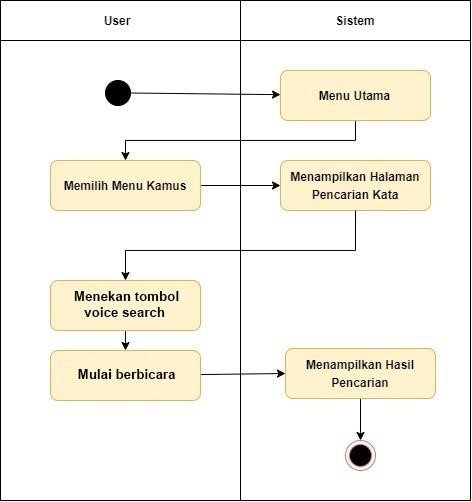 User
Sistem
Menu Utama
Memilih Menu Kamus
Menampilkan Halaman
Pencarian Kata
Menekan tombol
voice search
Mulai berbicara
Menampilkan Hasil
Pencarian